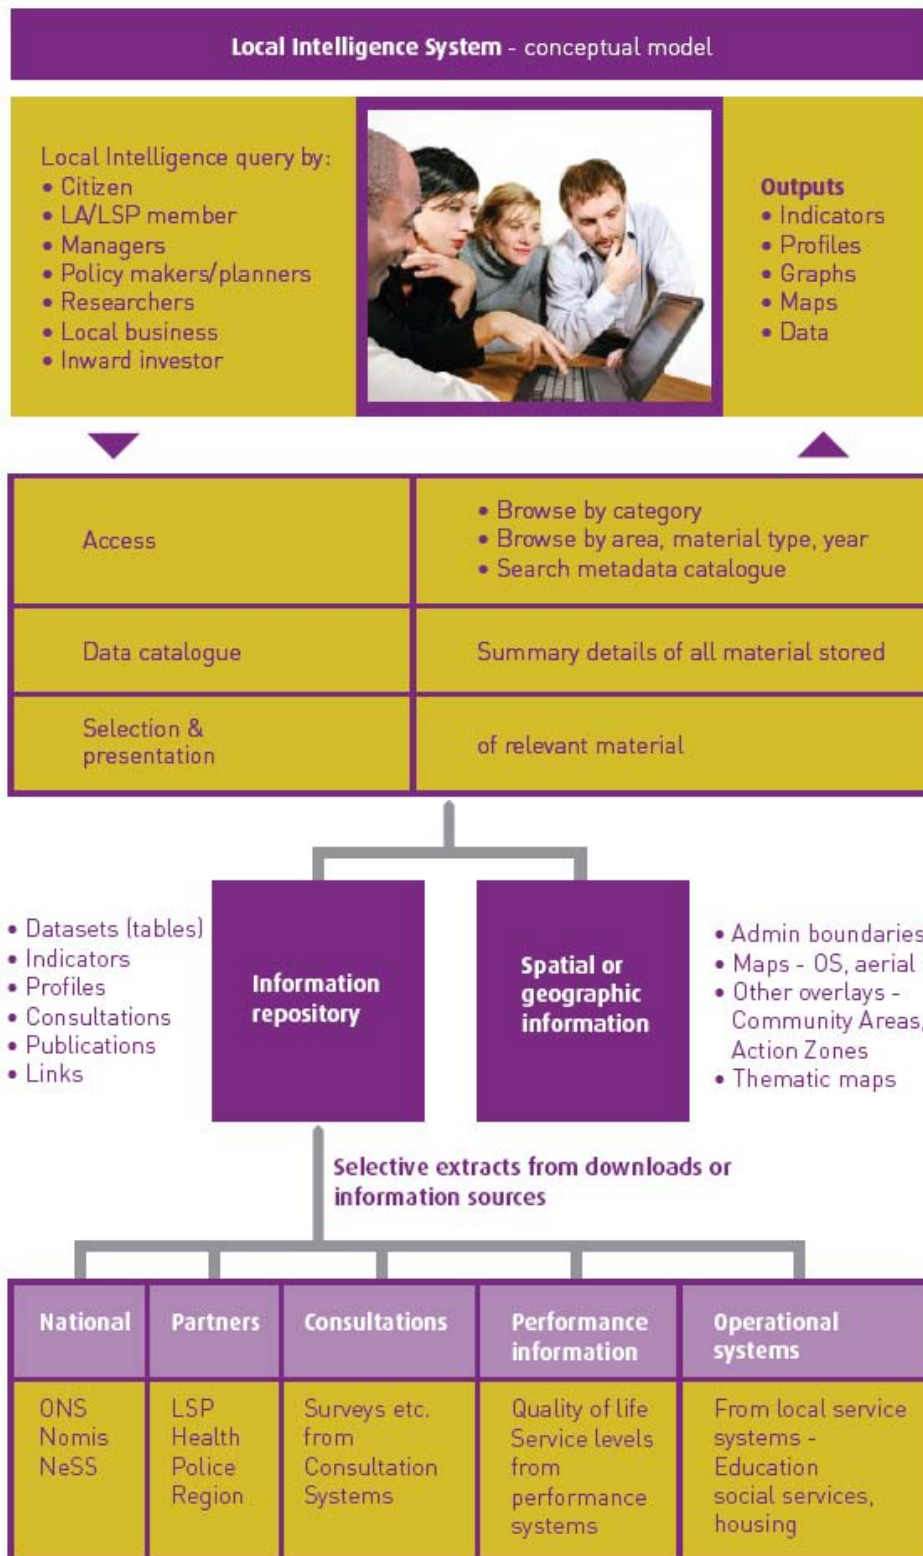 Local Intelligence System - conceptual model
Local Intelligence query by:
• Citizen
• LA/LSP member
• Managers
• Policy makers/planners
• Researchers
• Local business
• Inward investor
Outputs
• Indicators
• Profiles
• Graphs
• Maps
• Data
Access
• Browse by category
• Browse by area, material type, year
• Search metadata catalogue
Data catalogue
Summary details of all material stored
Selection &
presentation
of relevant material
• Datasets (tables)
• Indicators
• Profiles
• Consultations
• Publications
• Links
Information
repository
Spatial or
geographic
information
• Admin boundaries
• Maps - OS, aerial
• Other overlays -
Community Areas,
Action Zones
• Thematic maps
Selective extracts from downloads or
information sources
National
ONS
Nomis
NeSS
Partners
LSP
Health
Police
Region
Consultations
Surveys etc.
from
Consultation
Systems
Performance
information
Quality of life
Service levels
from
performance
systems
Operational
systems
From local service
systems -
Education
social services,
housing